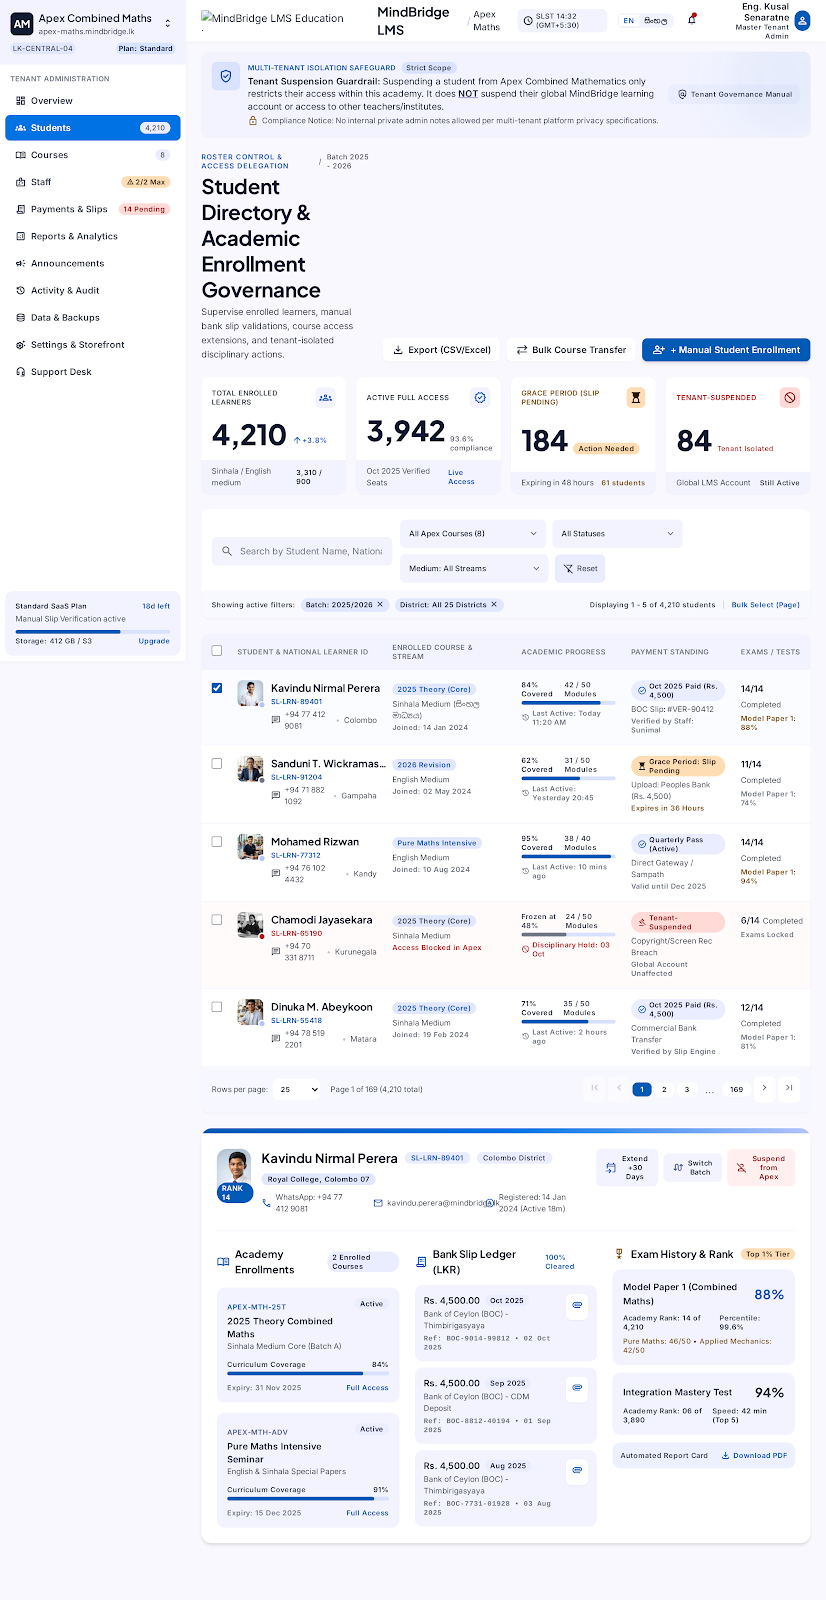 AM
Apex Combined Maths
apex-maths.mindbridge.lk
LK-CENTRAL-04
Plan: Standard
TENANT ADMINISTRATION
Overview
Students
4,210
Courses
8
Staff
2/2 Max
Payments & Slips
14 Pending
Reports & Analytics
Announcements
Activity & Audit
Data & Backups
Settings & Storefront
Support Desk
Standard SaaS Plan
18d left
Manual Slip Verification active
Storage: 412 GB / S3
Upgrade
MindBridge LMS Education
MindBridge LMS
/
Apex Maths
SLST 14:32 (GMT+5:30)
EN
සිංහල
Eng. Kusal Senaratne
Master Tenant Admin
MULTI-TENANT ISOLATION SAFEGUARD
Strict Scope
Tenant Suspension Guardrail: Suspending a student from Apex Combined Mathematics only
restricts their access within this academy. It does NOT suspend their global MindBridge learning
account or access to other teachers/institutes.
Compliance Notice: No internal private admin notes allowed per multi-tenant platform privacy specifications.
Tenant Governance Manual
ROSTER CONTROL & ACCESS DELEGATION
/
Batch 2025 - 2026
Student
Directory &
Academic
Enrollment
Governance
Supervise enrolled learners, manual
bank slip validations, course access
extensions, and tenant-isolated
disciplinary actions.
Export (CSV/Excel)
Bulk Course Transfer
+ Manual Student Enrollment
TOTAL ENROLLED LEARNERS
4,210
+3.8%
Sinhala / English medium
3,310 / 900
ACTIVE FULL ACCESS
3,942
93.6% compliance
Oct 2025 Verified Seats
Live Access
GRACE PERIOD (SLIP PENDING)
184
Action Needed
Expiring in 48 hours
61 students
TENANT-SUSPENDED
84
Tenant Isolated
Global LMS Account
Still Active
Search by Student Name, Nationa
All Apex Courses (8)
All Statuses
Medium: All Streams
Reset
Showing active filters:
Batch: 2025/2026 ✕
District: All 25 Districts ✕
Displaying 1 - 5 of 4,210 students
Bulk Select (Page)
STUDENT & NATIONAL LEARNER ID
ENROLLED COURSE & STREAM
ACADEMIC PROGRESS
PAYMENT STANDING
EXAMS / TESTS
Kavindu Nirmal Perera
SL-LRN-89401
+94 77 412 9081
• Colombo
2025 Theory (Core)
Sinhala Medium (සිංහල මාධ්‍යය)
Joined: 14 Jan 2024
84% Covered
42 / 50 Modules
Last Active: Today 11:20 AM
Oct 2025 Paid (Rs. 4,500)
BOC Slip: #VER-90412
Verified by Staff: Sunimal
14/14
Completed
Model Paper 1: 88%
Sanduni T. Wickramas...
SL-LRN-91204
+94 71 882 1092
• Gampaha
2026 Revision
English Medium
Joined: 02 May 2024
62% Covered
31 / 50 Modules
Last Active: Yesterday 20:45
Grace Period: Slip Pending
Upload: Peoples Bank (Rs. 4,500)
Expires in 36 Hours
11/14
Completed
Model Paper 1: 74%
Mohamed Rizwan
SL-LRN-77312
+94 76 102 4432
• Kandy
Pure Maths Intensive
English Medium
Joined: 10 Aug 2024
95% Covered
38 / 40 Modules
Last Active: 10 mins ago
Quarterly Pass (Active)
Direct Gateway / Sampath
Valid until Dec 2025
14/14
Completed
Model Paper 1: 94%
Chamodi Jayasekara
SL-LRN-65190
+94 70 331 8711
• Kurunegala
2025 Theory (Core)
Sinhala Medium
Access Blocked in Apex
Frozen at 48%
24 / 50 Modules
Disciplinary Hold: 03 Oct
Tenant-Suspended
Copyright/Screen Rec Breach
Global Account Unaffected
6/14 Completed
Exams Locked
Dinuka M. Abeykoon
SL-LRN-55418
+94 78 519 2201
• Matara
2025 Theory (Core)
Sinhala Medium
Joined: 19 Feb 2024
71% Covered
35 / 50 Modules
Last Active: 2 hours ago
Oct 2025 Paid (Rs. 4,500)
Commercial Bank Transfer
Verified by Slip Engine
12/14
Completed
Model Paper 1: 81%
Rows per page:
25
Page 1 of 169 (4,210 total)
1
2
3
...
169
RANK 14
Kavindu Nirmal Perera
SL-LRN-89401
Colombo District
Royal College, Colombo 07
WhatsApp: +94 77 412 9081
kavindu.perera@mindbridge.lk
Registered: 14 Jan 2024 (Active 18m)
Extend +30 Days
Switch Batch
Suspend from Apex
Academy Enrollments
2 Enrolled Courses
APEX-MTH-25T
Active
2025 Theory Combined Maths
Sinhala Medium Core (Batch A)
Curriculum Coverage
84%
Expiry: 31 Nov 2025
Full Access
APEX-MTH-ADV
Active
Pure Maths Intensive Seminar
English & Sinhala Special Papers
Curriculum Coverage
91%
Expiry: 15 Dec 2025
Full Access
Bank Slip Ledger (LKR)
100% Cleared
Rs. 4,500.00
Oct 2025
Bank of Ceylon (BOC) - Thimbirigasyaya
Ref: BOC-9014-99812 • 02 Oct 2025
Rs. 4,500.00
Sep 2025
Bank of Ceylon (BOC) - CDM Deposit
Ref: BOC-8812-40194 • 01 Sep 2025
Rs. 4,500.00
Aug 2025
Bank of Ceylon (BOC) - Thimbirigasyaya
Ref: BOC-7731-01928 • 03 Aug 2025
Exam History & Rank
Top 1% Tier
Model Paper 1 (Combined Maths)
88%
Academy Rank: 14 of 4,210
Percentile: 99.6%
Pure Maths: 46/50 • Applied Mechanics: 42/50
Integration Mastery Test
94%
Academy Rank: 06 of 3,890
Speed: 42 min (Top 5)
Automated Report Card
Download PDF